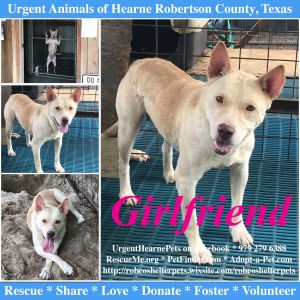 Urgent Animals of Hearne Robertson County, Texas
DO N
Girlfriend
UrgentHearnePets on Facebook * 979 279 6388
RescueMe.org * PetFinder.com * Adopt-a-Pet.com
http://robcoshelterpets.wixsite.com/robcoshelterpets
Rescue * Share * Love * Donate * Foster * Volunteer